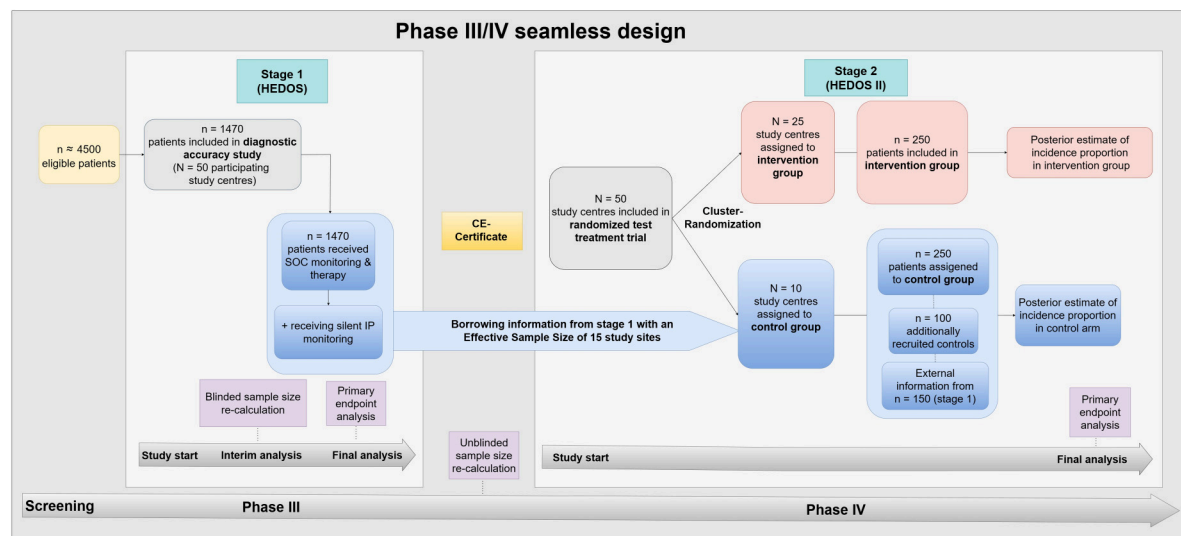 Phase III/IV seamless design
Stage 1
(HEDOS)
n ≈ 4500
eligible patients
n = 1470
patients included in diagnostic
accuracy study
(N = 50 participating
study centres)
n = 1470
patients received
SOC monitoring &
therapy
+ receiving silent IP
monitoring
Blinded sample size
re-calculation
Primary
endpoint
analysis
Study start
Interim analysis
Final analysis
CE-
Certificate
Borrowing information from stage 1 with an
Effective Sample Size of 15 study sites
Unblinded
sample size
re-calculation
Stage 2
(HEDOS II)
N = 50
study centres included in
randomized test
treatment trial
Cluster-
Randomization
N = 25
study centres
assigned to
intervention
group
n = 250
patients included in
intervention group
Posterior estimate of
incidence proportion
in intervention group
N = 10
study centres
assigned to
control group
n = 250
patients assigened
to control group
n = 100
additionally
recruited controls
External
information from
n = 150 (stage 1)
Posterior estimate of
incidence proportion
in control arm
Primary
endpoint
analysis
Study start
Final analysis
Screening
Phase III
Phase IV